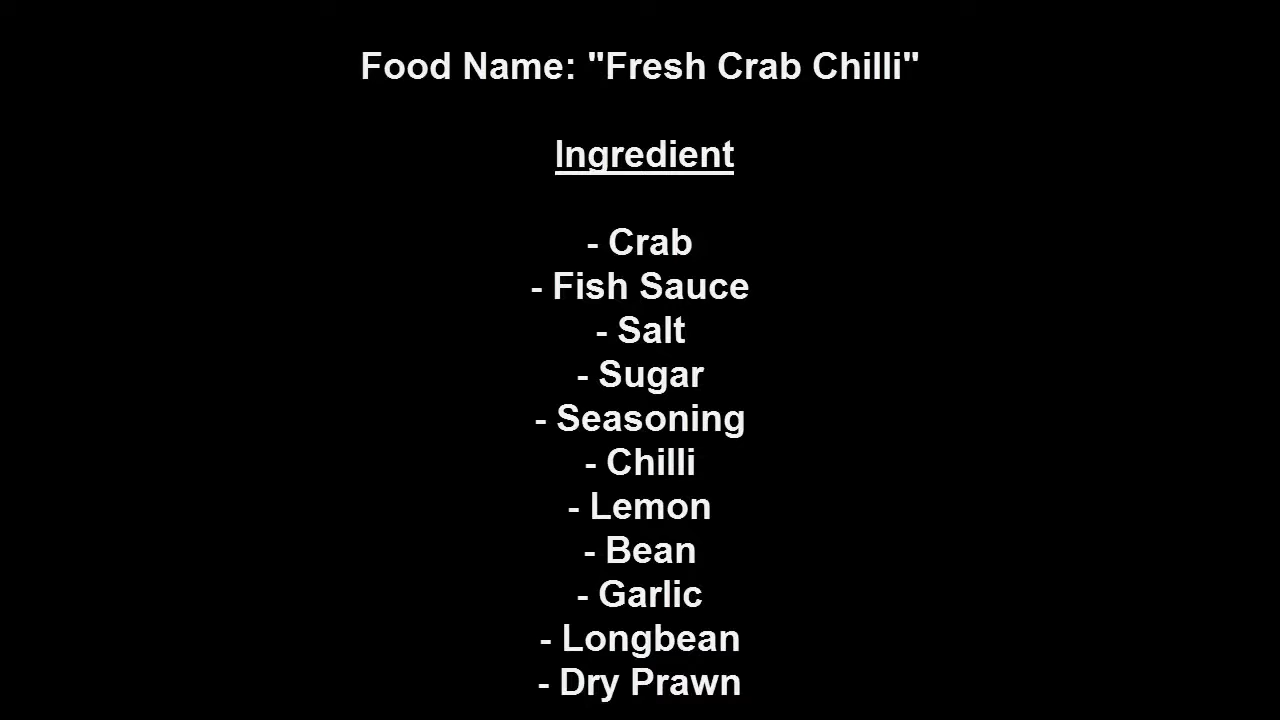 Food Name: "Fresh Crab Chilli"
Ingredient
- Crab
- Fish Sauce
- Salt
- Sugar
- Seasoning
- Chilli
- Lemon
- Bean
- Garlic
- Longbean
- Dry Prawn